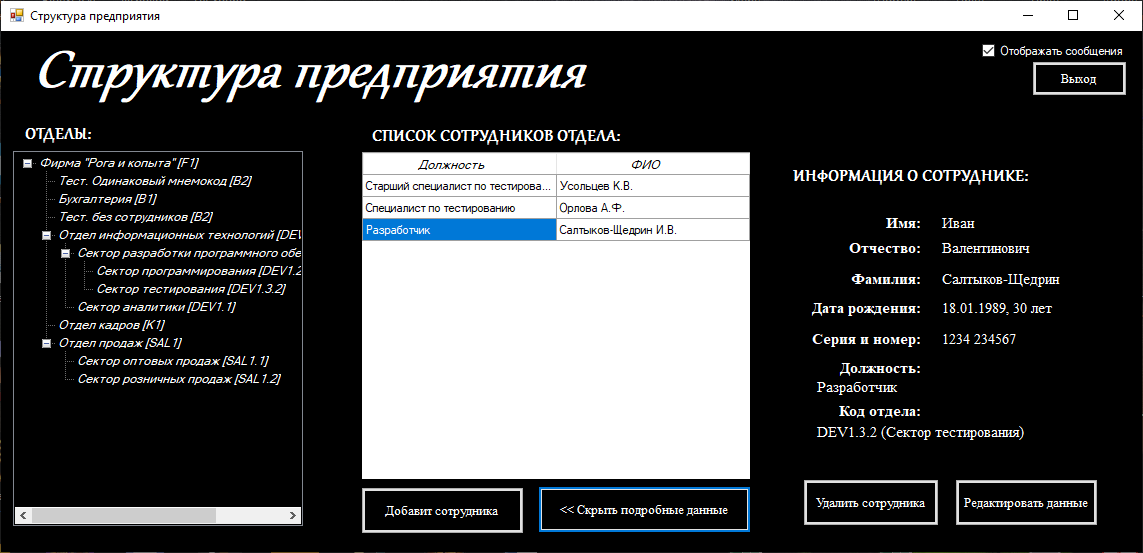 Структура предприятия
Структура предприятия
Отображать сообщения
Выход
ОТДЕЛЫ:
Фирма "Рога и копыта" [F1]
Тест. Одинаковый мнемокод [B2]
Бухгалтерия [B1]
Тест. без сотрудников [B2]
Отдел информационных технологий [DEV
Сектор разработки программного обе
Сектор программирования [DEV1.2
Сектор тестирования [DEV1.3.2]
Сектор аналитики [DEV1.1]
Отдел кадров [K1]
Отдел продаж [SAL1]
Сектор оптовых продаж [SAL1.1]
Сектор розничных продаж [SAL1.2]
СПИСОК СОТРУДНИКОВ ОТДЕЛА:
Должность ФИО
Старший специалист по тестирова... Усольцев К.В.
Специалист по тестированию Орлова А.Ф.
Разработчик Салтыков-Щедрин И.В.
Добавит сотрудника
<< Скрыть подробные данные
ИНФОРМАЦИЯ О СОТРУДНИКЕ:
Имя: Иван
Отчество: Валентинович
Фамилия: Салтыков-Щедрин
Дата рождения: 18.01.1989, 30 лет
Серия и номер: 1234 234567
Должность:
Разработчик
Код отдела:
DEV1.3.2 (Сектор тестирования)
Удалить сотрудника
Редактировать данные